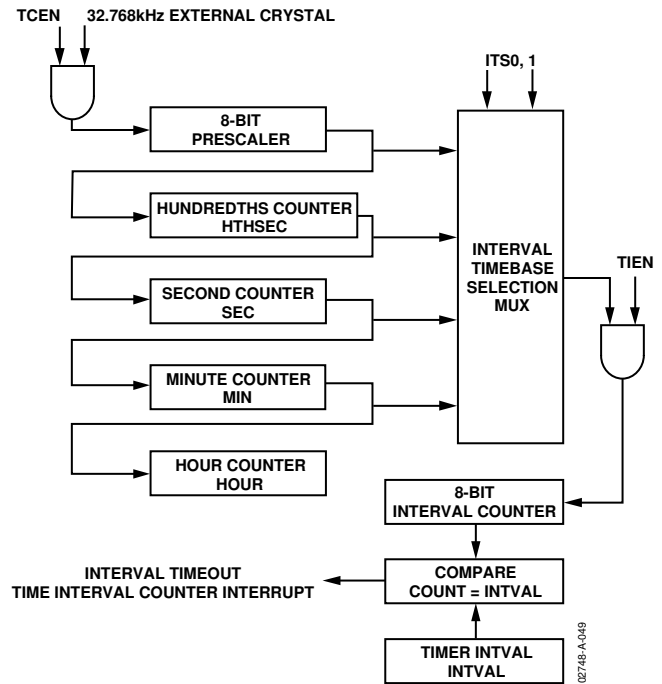 TCEN 32.768kHz EXTERNAL CRYSTAL
ITS0, 1
8-BIT
PRESCALER
HUNDREDTHS COUNTER
HTHSEC
INTERVAL
TIMEBASE
SELECTION
MUX
TIEN
SECOND COUNTER
SEC
MINUTE COUNTER
MIN
HOUR COUNTER
HOUR
8-BIT
INTERVAL COUNTER
INTERVAL TIMEOUT
TIME INTERVAL COUNTER INTERRUPT
COMPARE
COUNT = INTVAL
TIMER INTVAL
INTVAL
02748-A-049